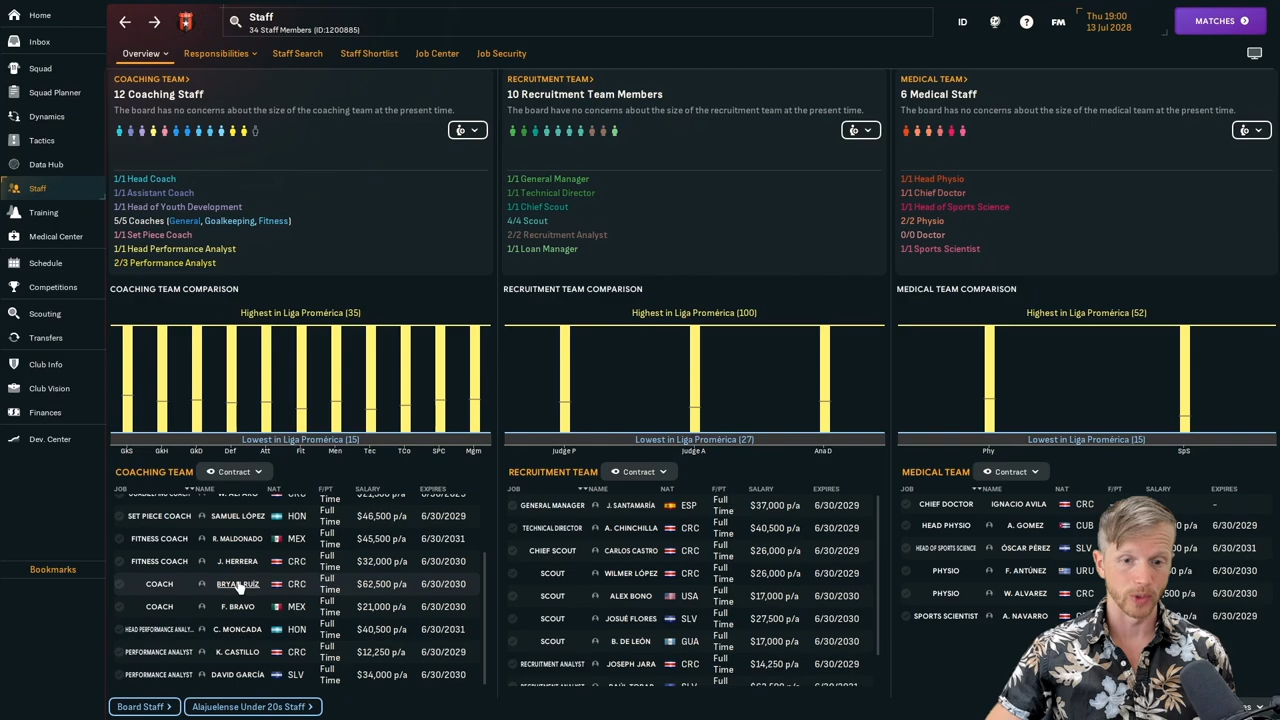 Home
Inbox
Squad
Squad Planner
Dynamics
Tactics
Data Hub
Staff
Training
Medical Center
Schedule
Competitions
Scouting
Transfers
Club Info
Club Vision
Finances
Dev. Center
Bookmarks
Staff
34 Staff Members (ID:1200885)
ID
FM
Thu 19:00
13 Jul 2028
MATCHES
Overview
Responsibilities
Staff Search
Staff Shortlist
Job Center
Job Security
COACHING TEAM>
12 Coaching Staff
The board has no concerns about the size of the coaching team at the present time.
1/1 Head Coach
1/1 Assistant Coach
1/1 Head of Youth Development
5/5 Coaches (General, Goalkeeping, Fitness)
1/1 Set Piece Coach
1/1 Head Performance Analyst
2/3 Performance Analyst
RECRUITMENT TEAM>
10 Recruitment Team Members
The board have no concerns about the size of the recruitment team at the present time.
1/1 General Manager
1/1 Technical Director
1/1 Chief Scout
4/4 Scout
2/2 Recruitment Analyst
1/1 Loan Manager
MEDICAL TEAM>
6 Medical Staff
The board has no concerns about the size of the medical team at the present time.
1/1 Head Physio
1/1 Chief Doctor
1/1 Head of Sports Science
2/2 Physio
0/0 Doctor
1/1 Sports Scientist
COACHING TEAM COMPARISON
Highest in Liga Promérica (35)
Lowest in Liga Promérica (15)
GkS GkH GkD Def Att Fit Men Tec TCo SPC Mgm
RECRUITMENT TEAM COMPARISON
Highest in Liga Promérica (100)
Lowest in Liga Promérica (27)
Judge P Judge A Ana D
MEDICAL TEAM COMPARISON
Highest in Liga Promérica (52)
Lowest in Liga Promérica (15)
Phy SpS
COACHING TEAM Contract
JOB NAME NAT F/PT SALARY EXPIRES
Time
SET PIECE COACH SAMUEL LÓPEZ HON Full Time $46,500 p/a 6/30/2029
FITNESS COACH R. MALDONADO MEX Full Time $45,500 p/a 6/30/2031
FITNESS COACH J. HERRERA CRC Full Time $32,000 p/a 6/30/2029
COACH BRYAN RUÍZ CRC Full Time $62,500 p/a 6/30/2030
COACH F. BRAVO MEX Full Time $21,000 p/a 6/30/2030
HEAD PERFORMANCE ANALY... C. MONCADA HON Full Time $40,500 p/a 6/30/2031
PERFORMANCE ANALYST K. CASTILLO CRC Full Time $12,250 p/a 6/30/2029
PERFORMANCE ANALYST DAVID GARCÍA SLV Full Time $34,000 p/a 6/30/2030
RECRUITMENT TEAM Contract
JOB NAME NAT F/PT SALARY EXPIRES
GENERAL MANAGER J. SANTAMARÍA ESP Full Time $37,000 p/a 6/30/2029
TECHNICAL DIRECTOR A. CHINCHILLA CRC Full Time $40,500 p/a 6/30/2029
CHIEF SCOUT CARLOS CASTRO CRC Full Time $26,000 p/a 6/30/2029
SCOUT WILMER LÓPEZ CRC Full Time $26,000 p/a 6/30/2029
SCOUT ALEX BONO USA Full Time $17,000 p/a 6/30/2030
SCOUT JOSUÉ FLORES SLV Full Time $27,500 p/a 6/30/2030
SCOUT B. DE LEÓN GUA Full Time $17,000 p/a 6/30/2030
RECRUITMENT ANALYST JOSEPH JARA CRC Full Time $14,250 p/a 6/30/2029
Full
MEDICAL TEAM Contract
JOB NAME NAT F/PT SALARY EXPIRES
CHIEF DOCTOR IGNACIO AVILA CRC - -
HEAD PHYSIO A. GOMEZ CUB 6/30/2029
HEAD OF SPORTS SCIENCE ÓSCAR PÉREZ SLV 6/30/2031
PHYSIO F. ANTÚNEZ URU 6/30/2030
PHYSIO W. ALVAREZ CRC 6/30/2029
SPORTS SCIENTIST A. NAVARRO 6/30/2029
Board Staff >
Alajuelense Under 20s Staff >